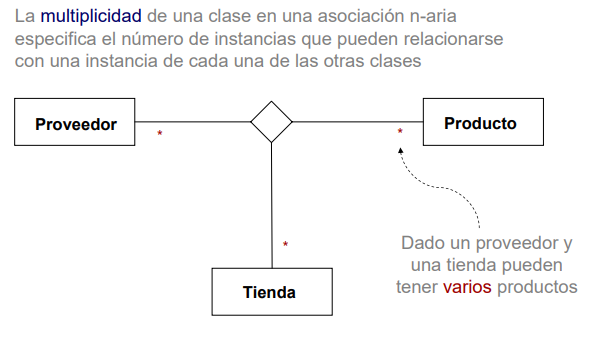 La multiplicidad de una clase en una asociación n-aria
especifica el número de instancias que pueden relacionarse
con una instancia de cada una de las otras clases
Proveedor
*
*
Producto
*
Tienda
Dado un proveedor y
una tienda pueden
tener varios productos